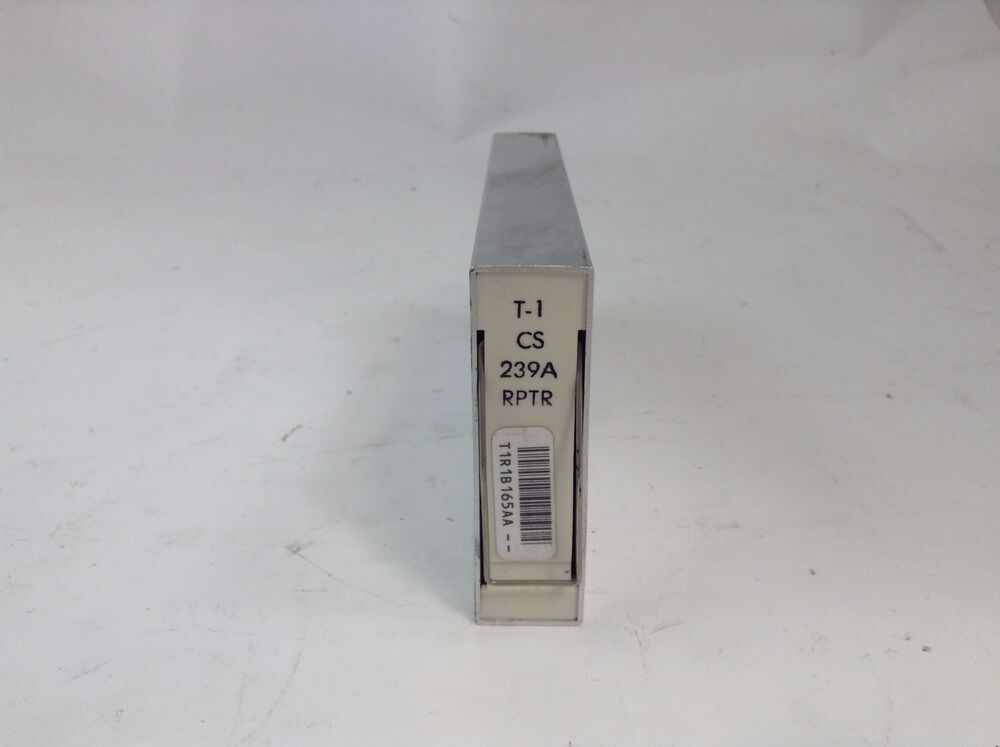 T-1
CS
239A
RPTR
T1R1B165AA --